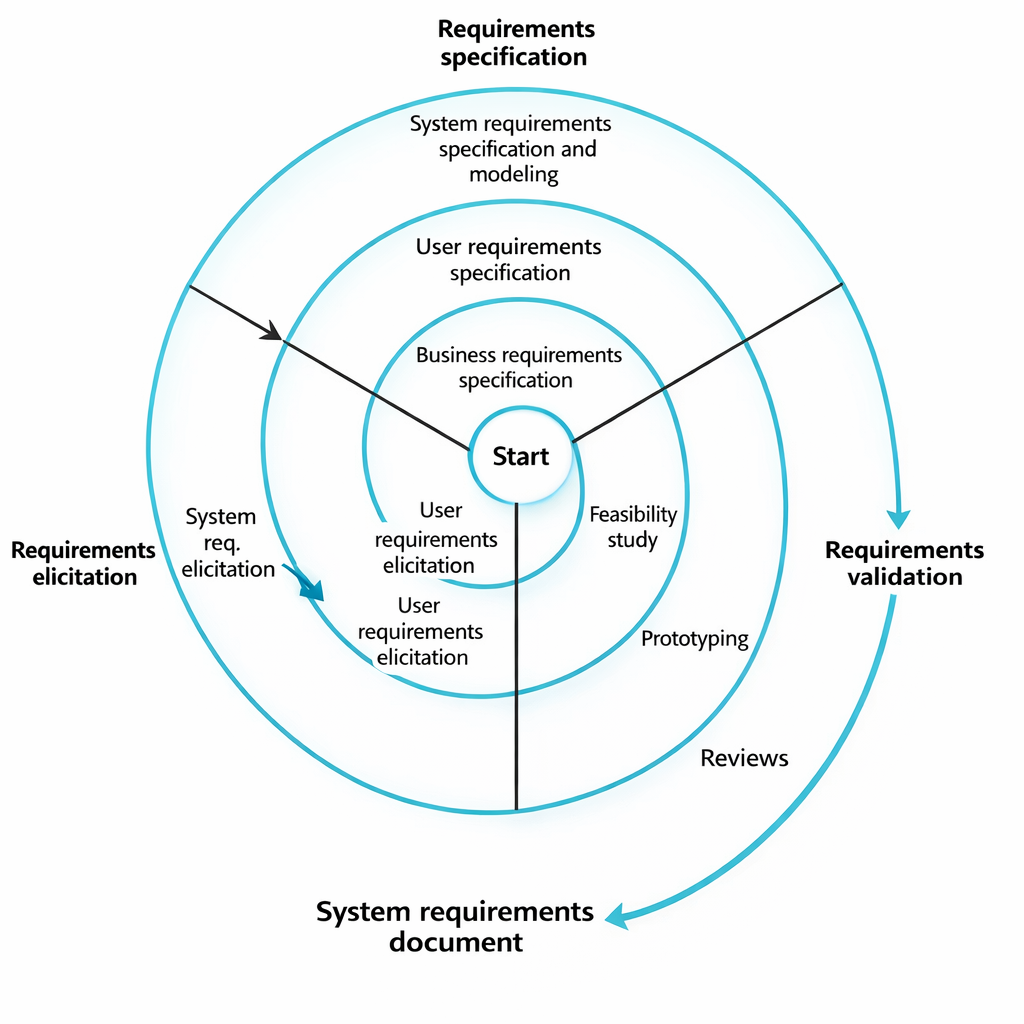 Requirements
specification
System requirements
specification and
modeling
User requirements
specification
Business requirements
specification
Start
User
requirements
elicitation
Feasibility
study
System
req.
elicitation
Requirements
elicitation
Requirements
validation
User
requirements
elicitation
Prototyping
Reviews
System requirements
document